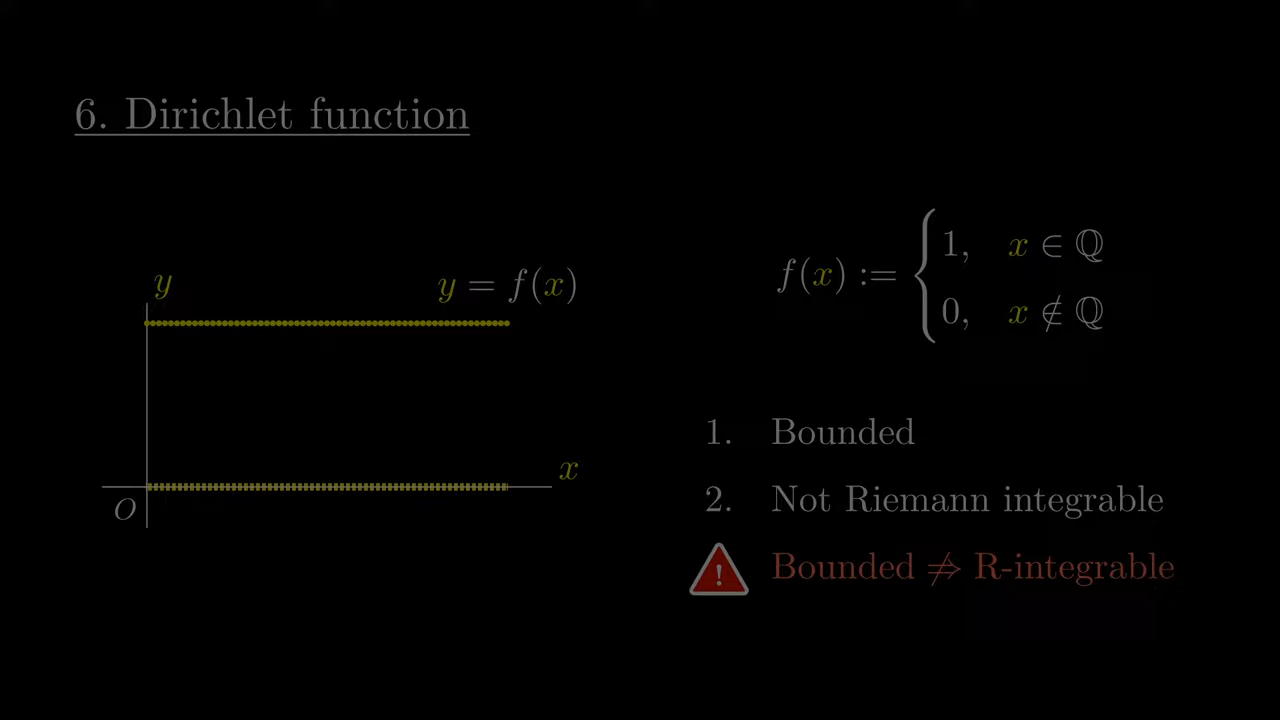 6. Dirichlet function
y
y = f(x)
x
O
f(x) := { 1, x ∈ ℚ
0, x ∉ ℚ
1. Bounded
2. Not Riemann integrable
! Bounded ⇏ R-integrable